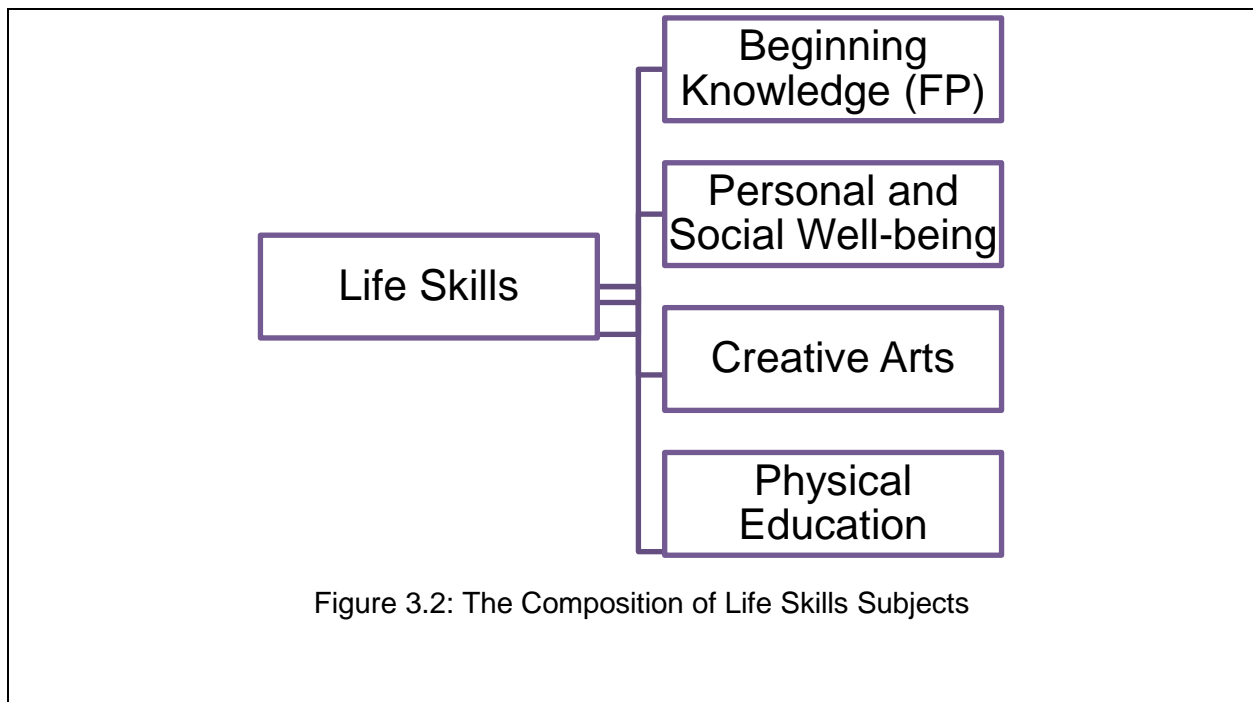 Beginning
Knowledge (FP)
Personal and
Social Well-being
Life Skills
Creative Arts
Physical
Education
Figure 3.2: The Composition of Life Skills Subjects